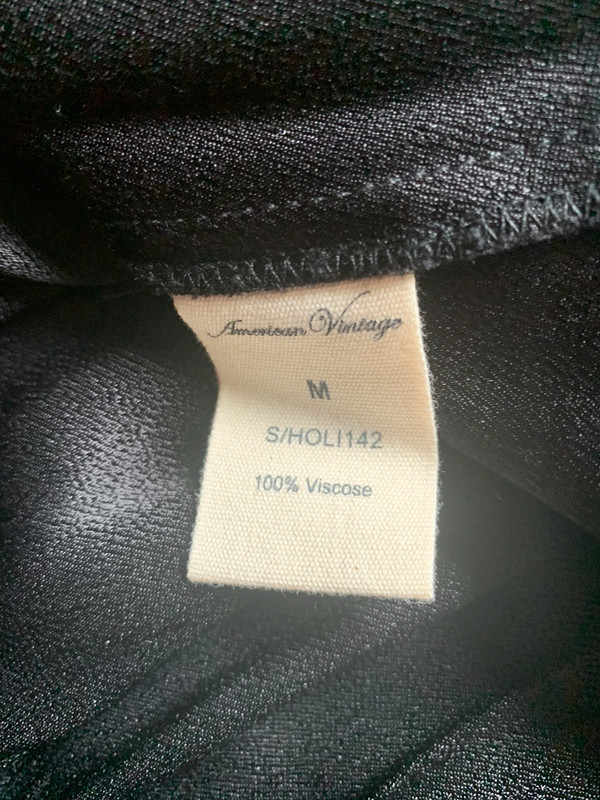 American Vintage
M
S/HOLI142
100% Viscose